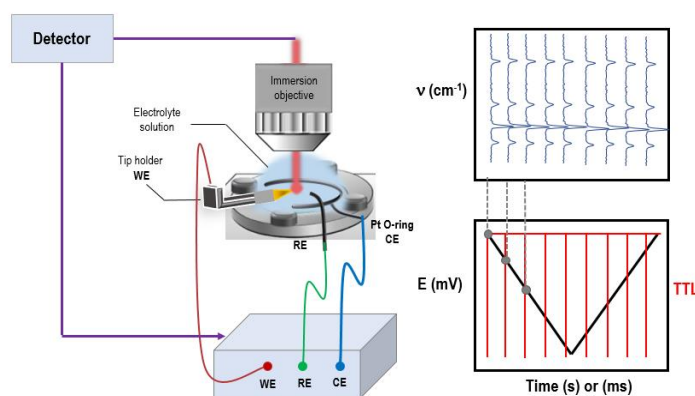 Detector
Immersion
objective
Electrolyte
solution
Tip holder
WE
Pt O-ring
CE
RE
WE
RE
CE
ν (cm⁻¹)
E (mV)
TTL
Time (s) or (ms)